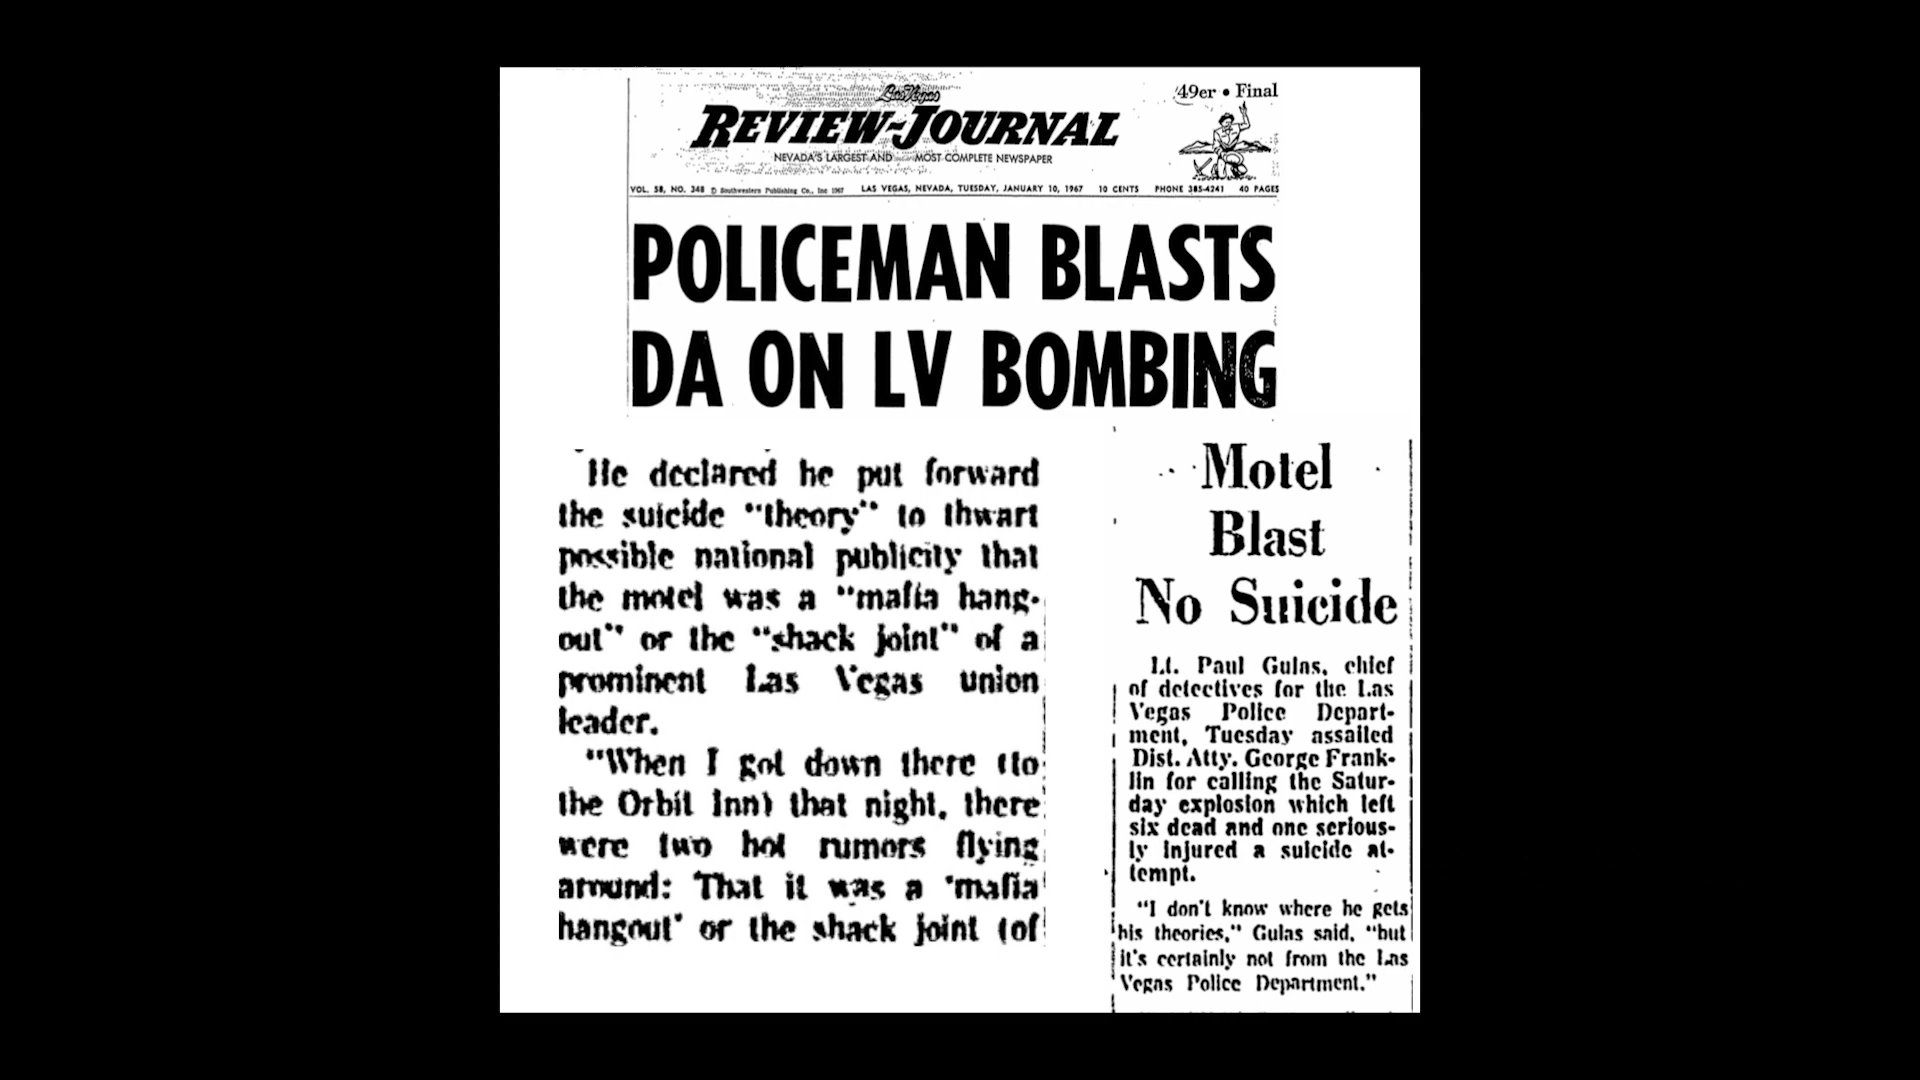 Las Vegas
REVIEW-JOURNAL
NEVADA'S LARGEST AND MOST COMPLETE NEWSPAPER
'49er • Final
VOL. 58, NO. 348 © Southwestern Publishing Co., Inc 1967 LAS VEGAS, NEVADA, TUESDAY, JANUARY 10, 1967 10 CENTS PHONE 385-4241 40 PAGES
POLICEMAN BLASTS
DA ON LV BOMBING
He declared he put forward
the suicide "theory" to thwart
possible national publicity that
the motel was a "mafia hang-
out" or the "shack joint" of a
prominent Las Vegas union
leader.
"When I got down there (to
the Orbit Inn) that night, there
were two hot rumors flying
around: That it was a 'mafia
hangout' or the shack joint (of
Motel
Blast
No Suicide
Lt. Paul Gulas, chief
of detectives for the Las
Vegas Police Depart-
ment, Tuesday assailed
Dist. Atty. George Frank-
lin for calling the Satur-
day explosion which left
six dead and one serious-
ly injured a suicide at-
tempt.
"I don't know where he gets
his theories," Gulas said, "but
it's certainly not from the Las
Vegas Police Department."